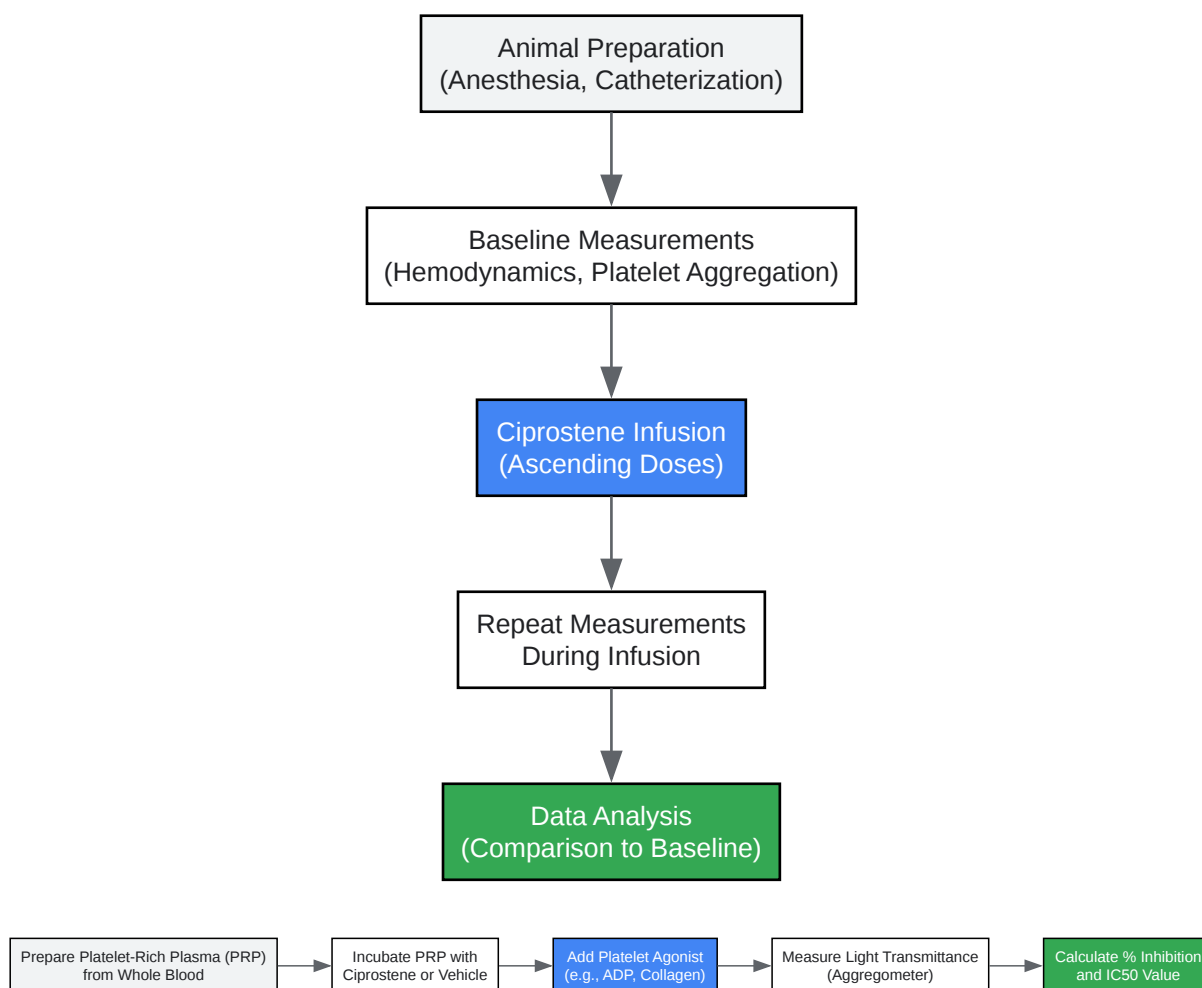 Animal Preparation
(Anesthesia, Catheterization)
Baseline Measurements
(Hemodynamics, Platelet Aggregation)
Ciprostene Infusion
(Ascending Doses)
Repeat Measurements
During Infusion
Data Analysis
(Comparison to Baseline)
Prepare Platelet-Rich Plasma (PRP)
from Whole Blood
Incubate PRP with
Ciprostene or Vehicle
Add Platelet Agonist
(e.g., ADP, Collagen)
Measure Light Transmittance
(Aggregometer)
Calculate % Inhibition
and IC50 Value